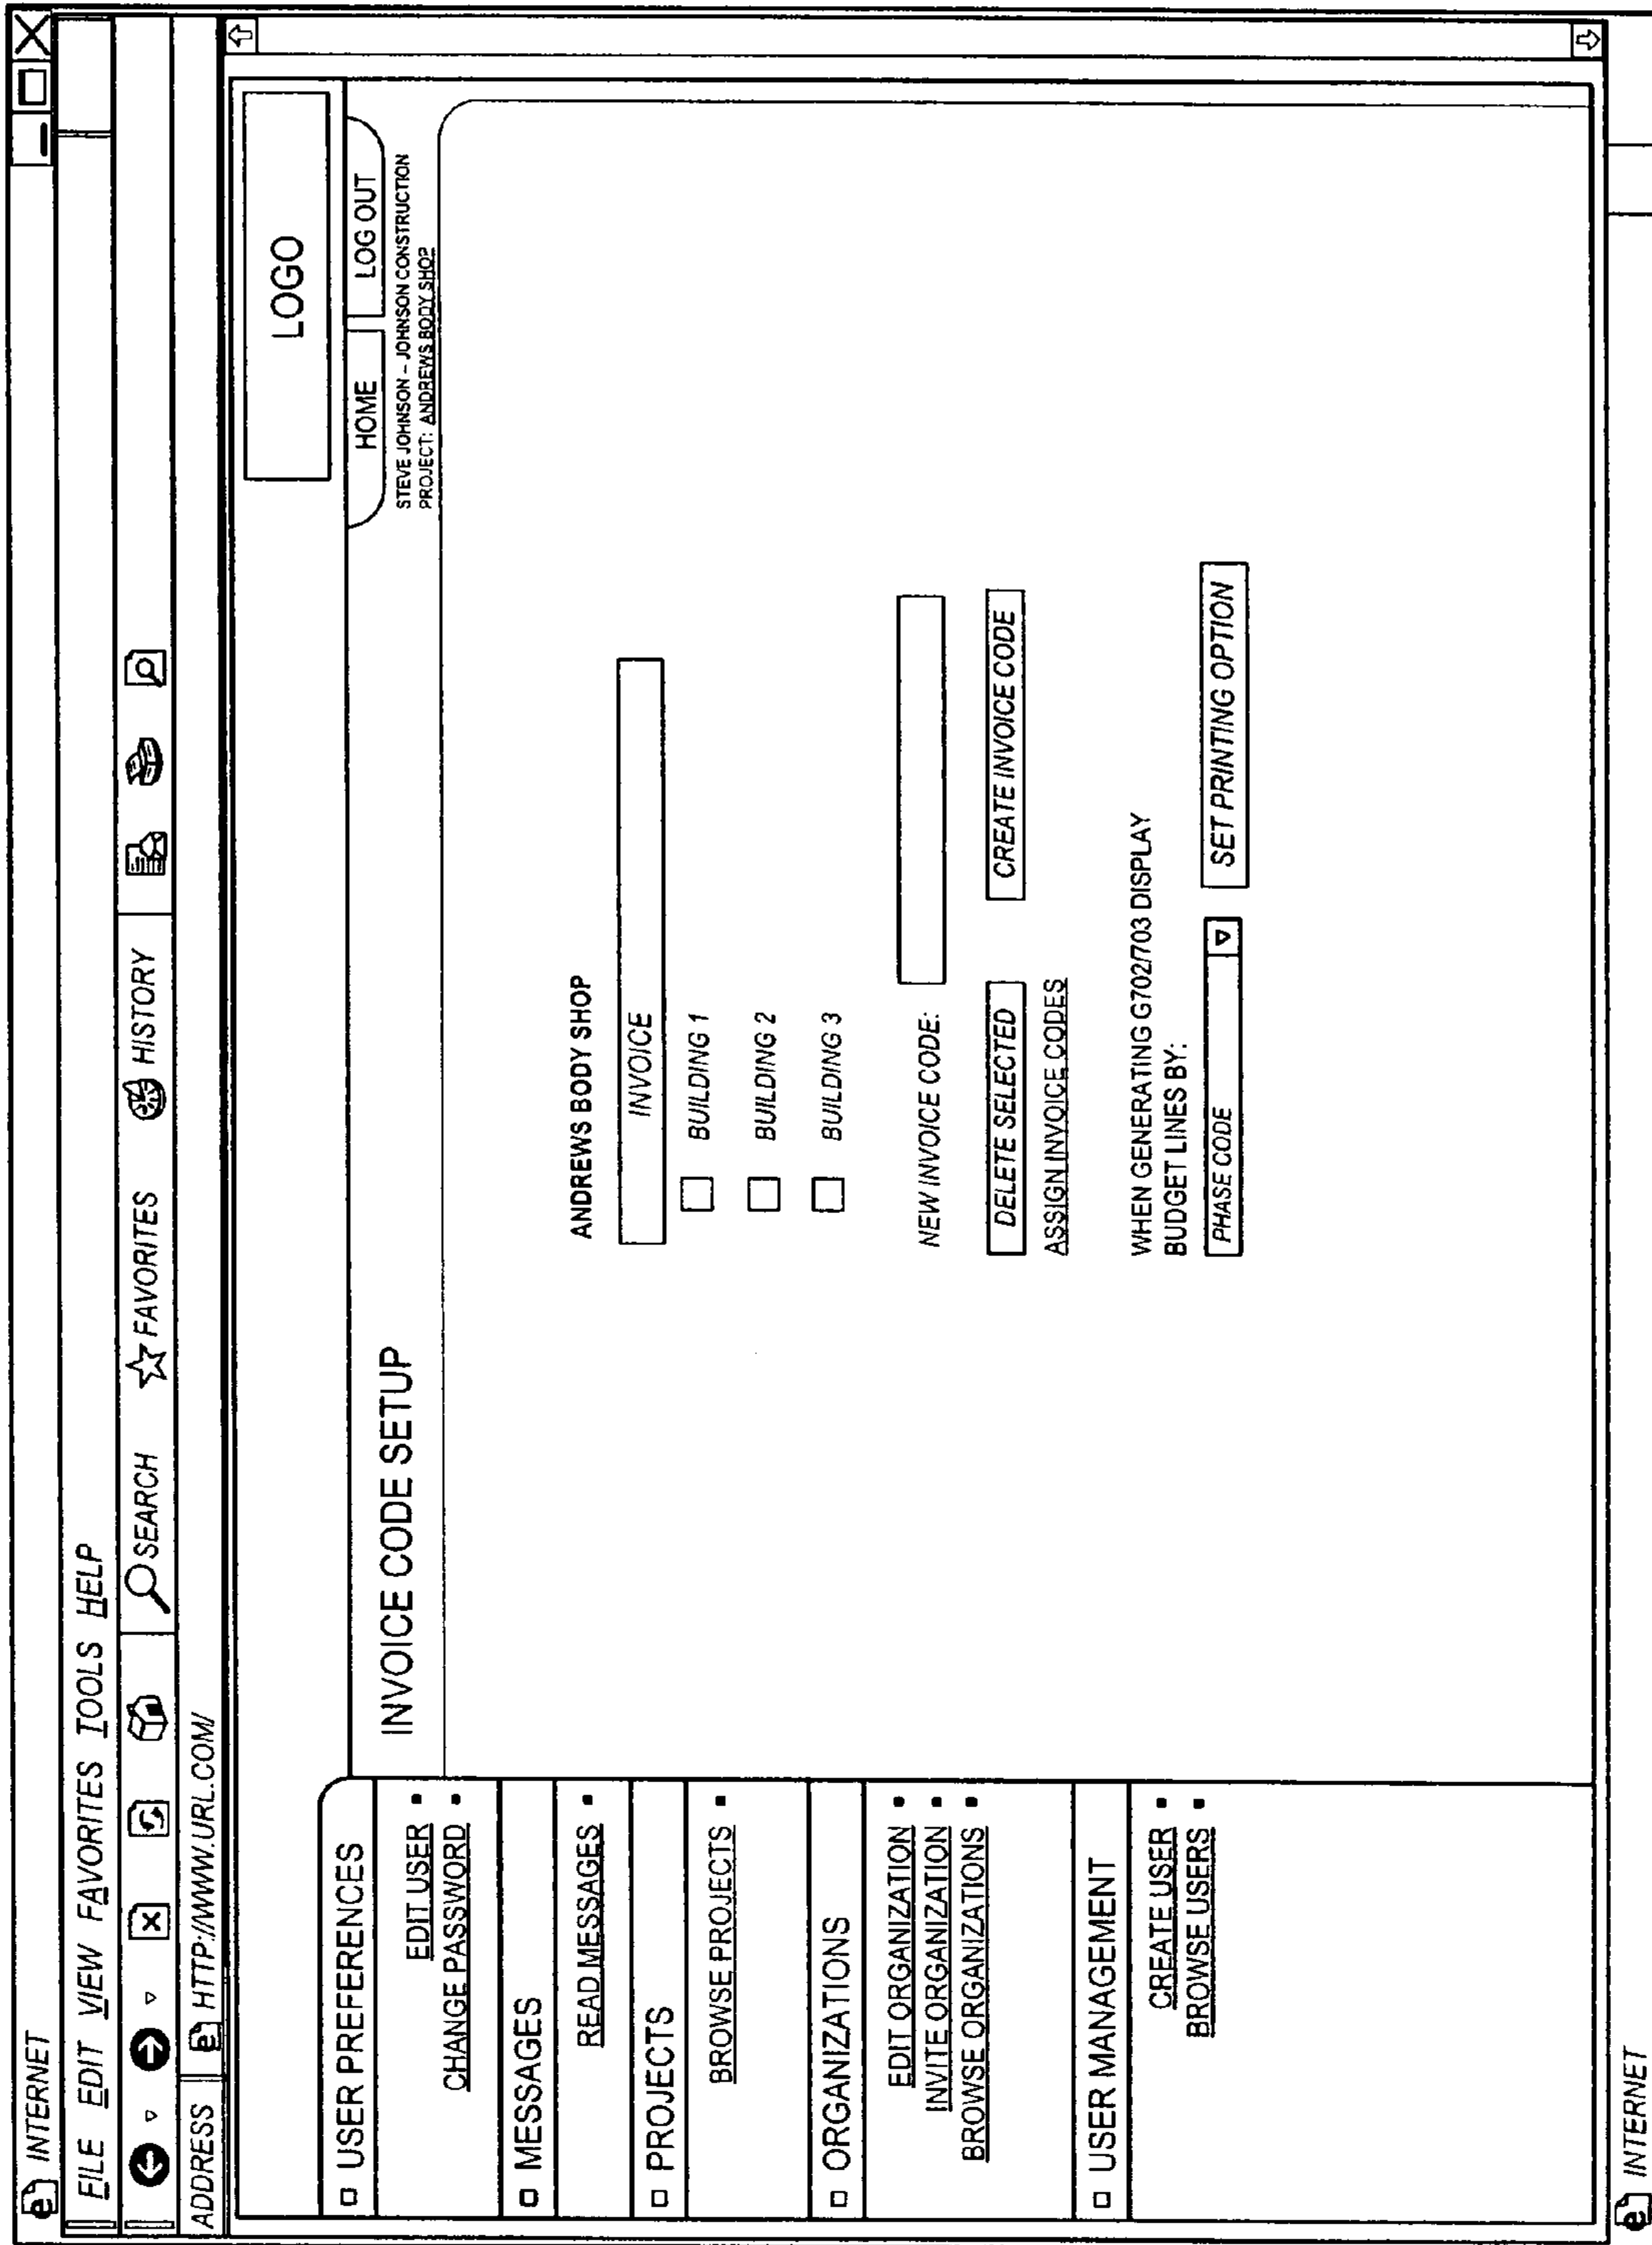 INTERNET
FILE EDIT VIEW FAVORITES TOOLS HELP
SEARCH FAVORITES HISTORY
ADDRESS HTTP://WWW.URL.COM/
LOGO
HOME LOG OUT
STEVE JOHNSON – JOHNSON CONSTRUCTION
PROJECT: ANDREWS BODY SHOP
INVOICE CODE SETUP
USER PREFERENCES
EDIT USER
CHANGE PASSWORD
MESSAGES
READ MESSAGES
PROJECTS
BROWSE PROJECTS
ORGANIZATIONS
EDIT ORGANIZATION
INVITE ORGANIZATION
BROWSE ORGANIZATIONS
USER MANAGEMENT
CREATE USER
BROWSE USERS
ANDREWS BODY SHOP
INVOICE
BUILDING 1
BUILDING 2
BUILDING 3
NEW INVOICE CODE:
DELETE SELECTED CREATE INVOICE CODE
ASSIGN INVOICE CODES
WHEN GENERATING G702/703 DISPLAY
BUDGET LINES BY:
PHASE CODE SET PRINTING OPTION
INTERNET